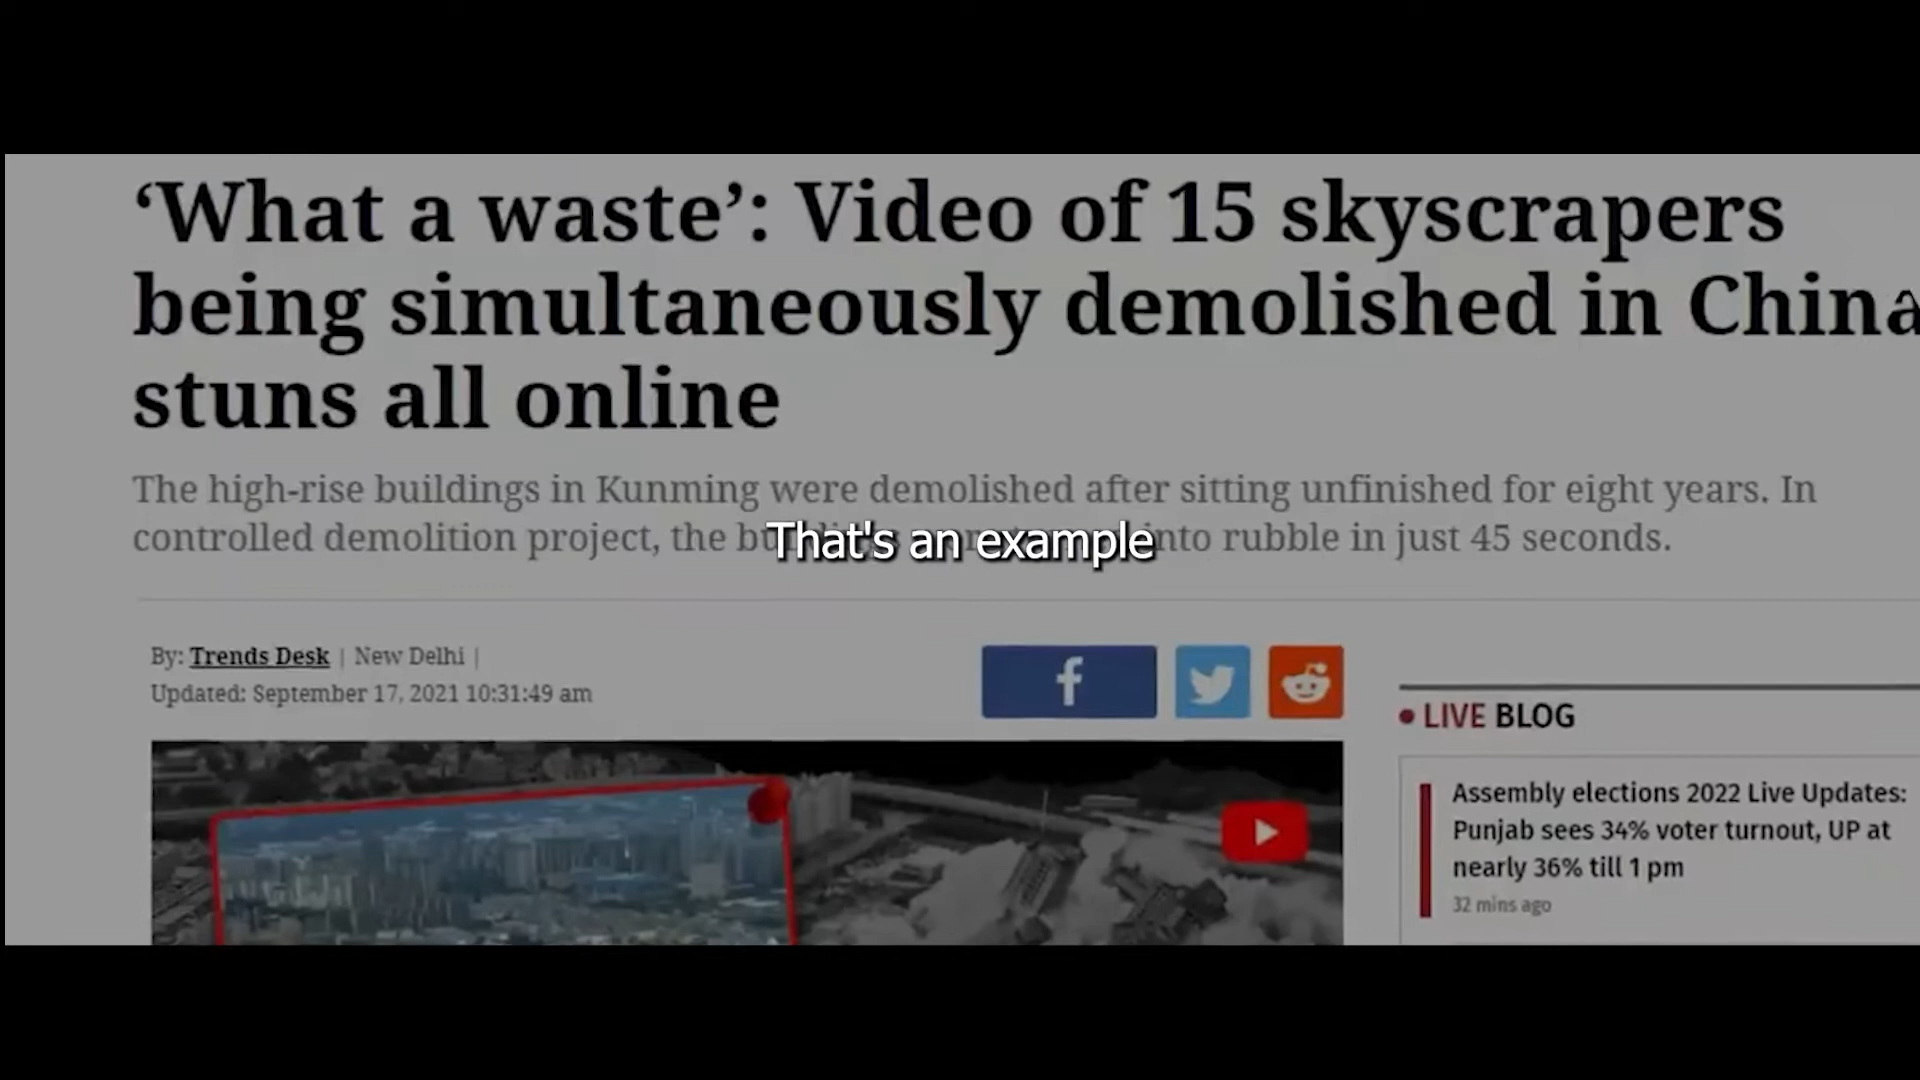 ‘What a waste’: Video of 15 skyscrapers
being simultaneously demolished in China
stuns all online
The high-rise buildings in Kunming were demolished after sitting unfinished for eight years. In
controlled demolition project, the into rubble in just 45 seconds.
That's an example
By: Trends Desk | New Delhi |
Updated: September 17, 2021 10:31:49 am
f
LIVE BLOG
Assembly elections 2022 Live Updates:
Punjab sees 34% voter turnout, UP at
nearly 36% till 1 pm
32 mins ago